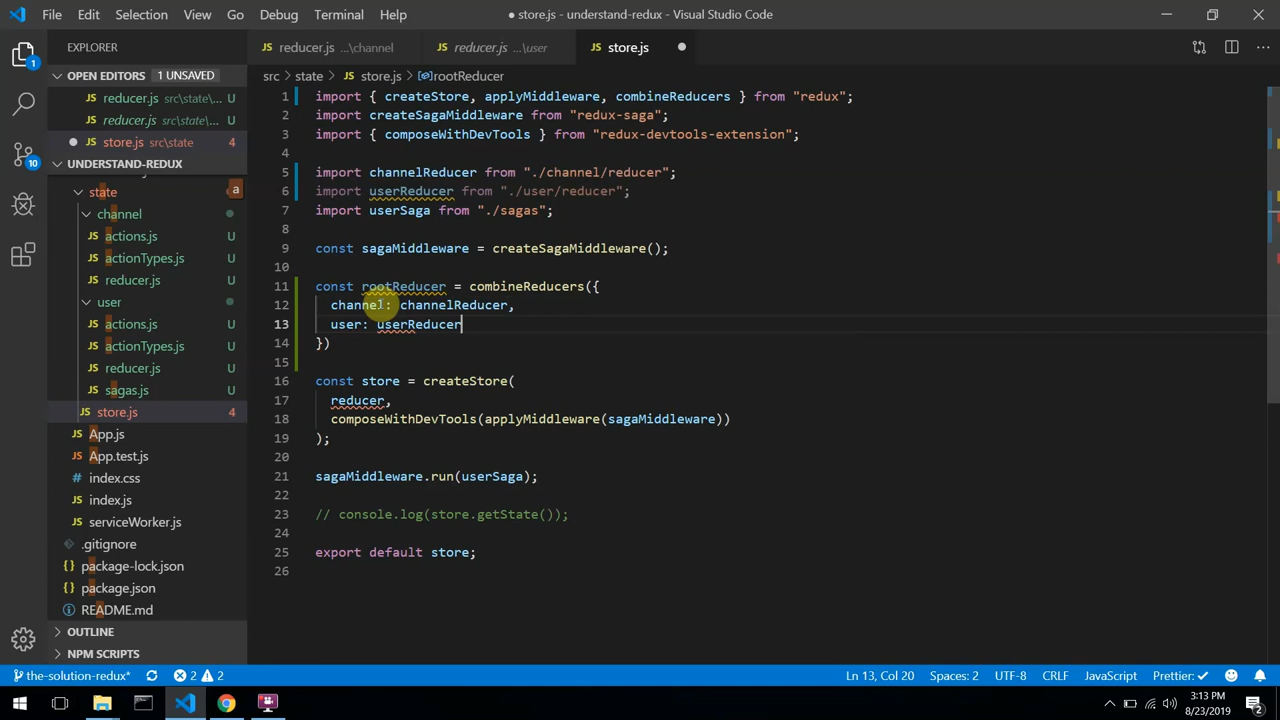 File Edit Selection View Go Debug Terminal Help ● store.js - understand-redux - Visual Studio Code
EXPLORER
reducer.js ...\channel reducer.js ...\user store.js
OPEN EDITORS 1 UNSAVED
reducer.js src\state\... U
reducer.js src\state\... U
store.js src\state 4
UNDERSTAND-REDUX
state a
channel
actions.js U
actionTypes.js U
reducer.js U
user
actions.js U
actionTypes.js U
reducer.js U
sagas.js U
store.js 4
App.js
App.test.js
index.css
index.js
serviceWorker.js
.gitignore
package-lock.json
package.json
README.md
OUTLINE
NPM SCRIPTS
1
10
src > state > JS store.js > rootReducer
1 import { createStore, applyMiddleware, combineReducers } from "redux";
2 import createSagaMiddleware from "redux-saga";
3 import { composeWithDevTools } from "redux-devtools-extension";
4
5 import channelReducer from "./channel/reducer";
6 import userReducer from "./user/reducer";
7 import userSaga from "./sagas";
8
9 const sagaMiddleware = createSagaMiddleware();
10
11 const rootReducer = combineReducers({
12 channel: channelReducer,
13 user: userReducer
14 })
15
16 const store = createStore(
17 reducer,
18 composeWithDevTools(applyMiddleware(sagaMiddleware))
19 );
20
21 sagaMiddleware.run(userSaga);
22
23 // console.log(store.getState());
24
25 export default store;
26
the-solution-redux* 2 2 Ln 13, Col 20 Spaces: 2 UTF-8 CRLF JavaScript React Prettier: ✓
3:13 PM
8/23/2019
2